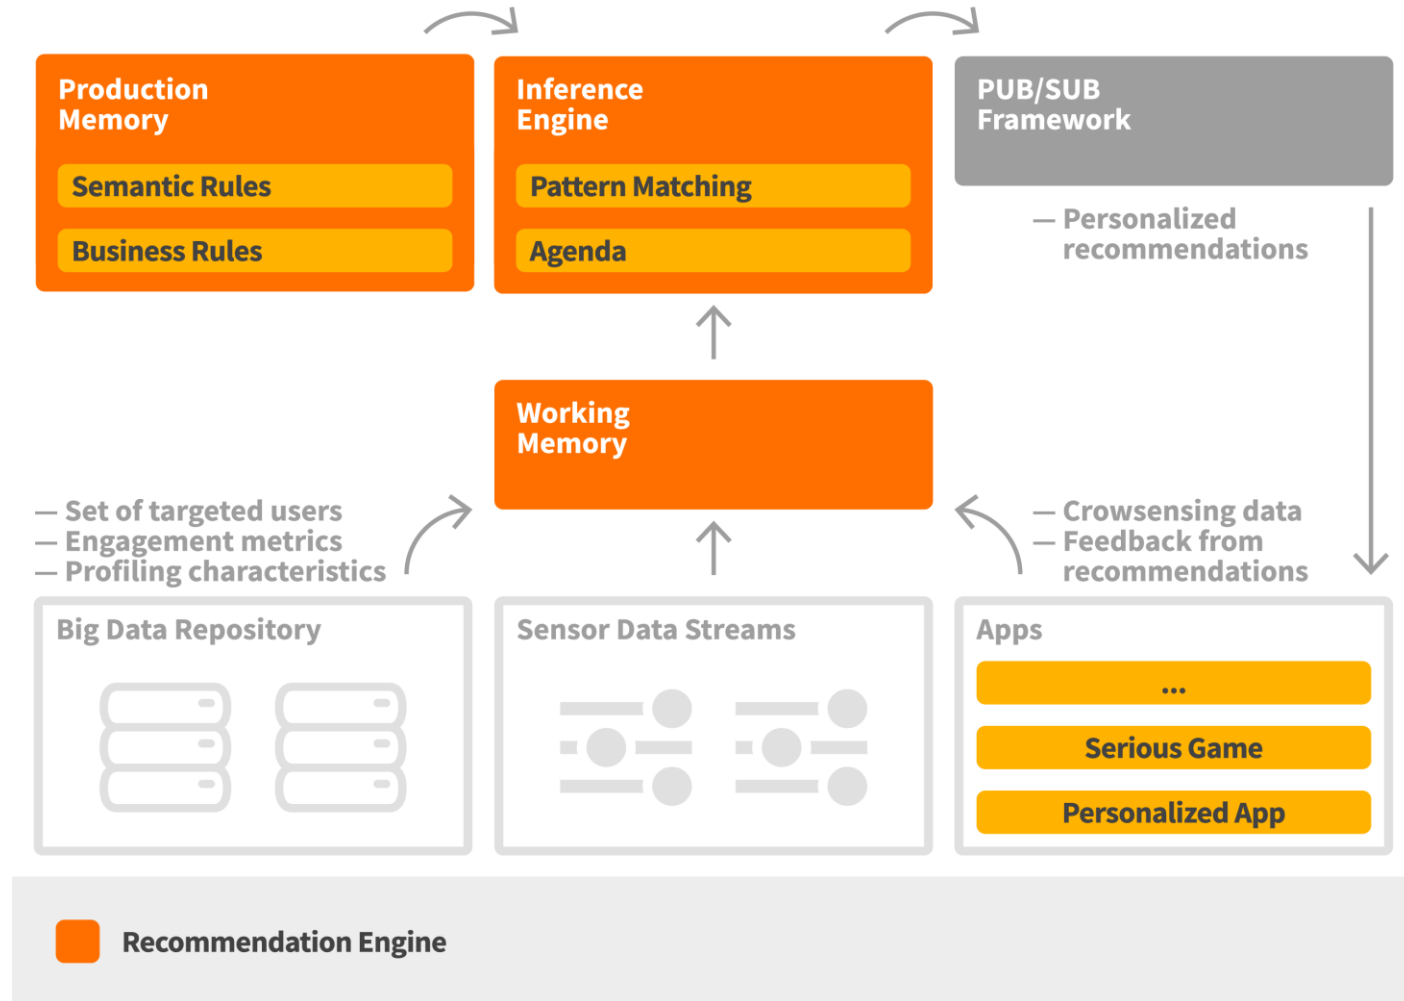 Production
Memory
Semantic Rules
Business Rules
Inference
Engine
Pattern Matching
Agenda
PUB/SUB
Framework
— Personalized
recommendations
Working
Memory
— Set of targeted users
— Engagement metrics
— Profiling characteristics
— Crowsensing data
— Feedback from
recommendations
Big Data Repository
Sensor Data Streams
Apps
...
Serious Game
Personalized App
Recommendation Engine